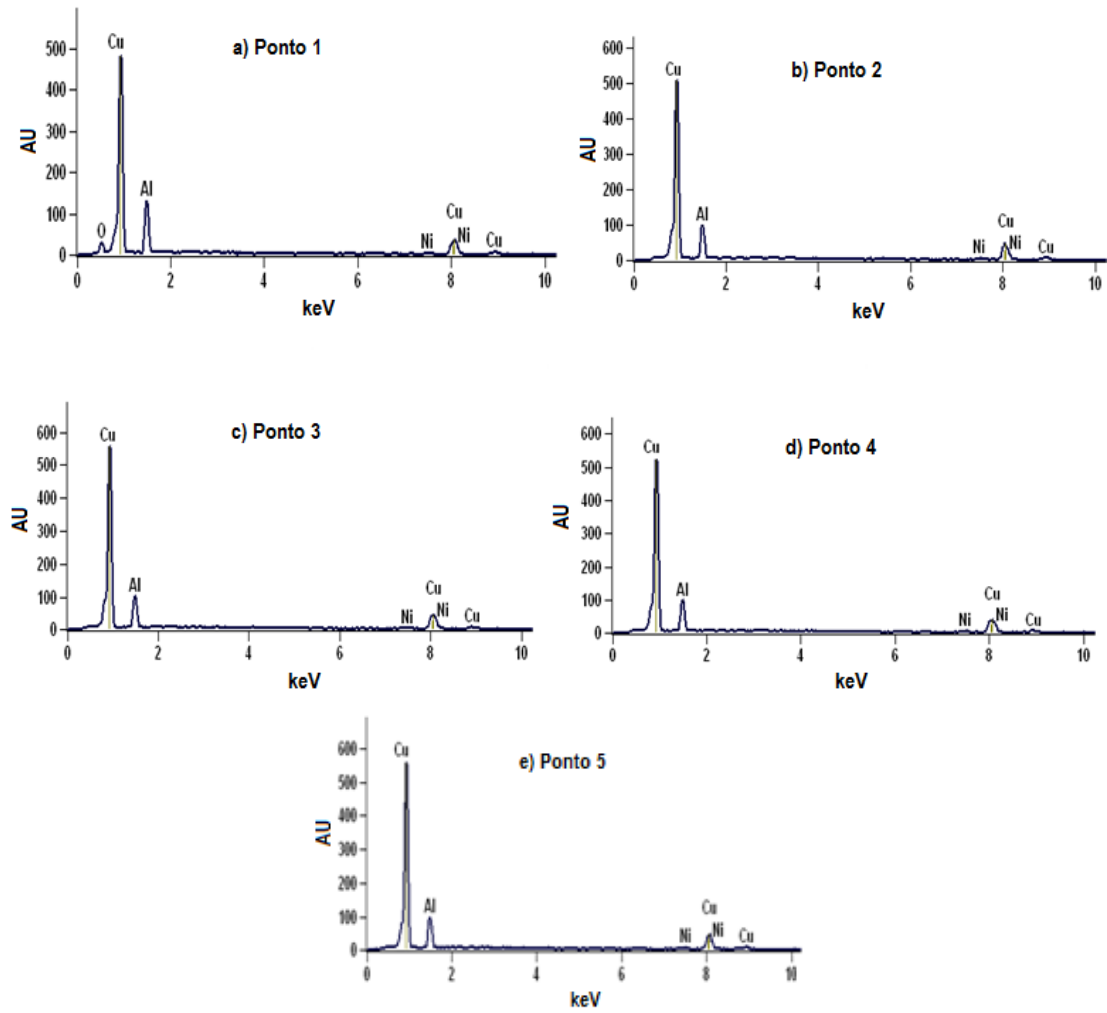 a) Ponto 1
AU
500
400
300
200
100
0
Cu
O
Al
Ni
Cu
Ni
Cu
0 2 4 6 8 10
keV
b) Ponto 2
AU
600
500
400
300
200
100
0
Cu
Al
Ni
Cu
Ni
Cu
0 2 4 6 8 10
keV
c) Ponto 3
AU
600
500
400
300
200
100
0
Cu
Al
Ni
Cu
Ni
Cu
0 2 4 6 8 10
keV
d) Ponto 4
AU
600
500
400
300
200
100
0
Cu
Al
Ni
Cu
Ni
Cu
0 2 4 6 8 10
keV
e) Ponto 5
AU
600
500
400
300
200
100
0
Cu
Al
Ni
Cu
Ni
Cu
0 2 4 6 8 10
keV